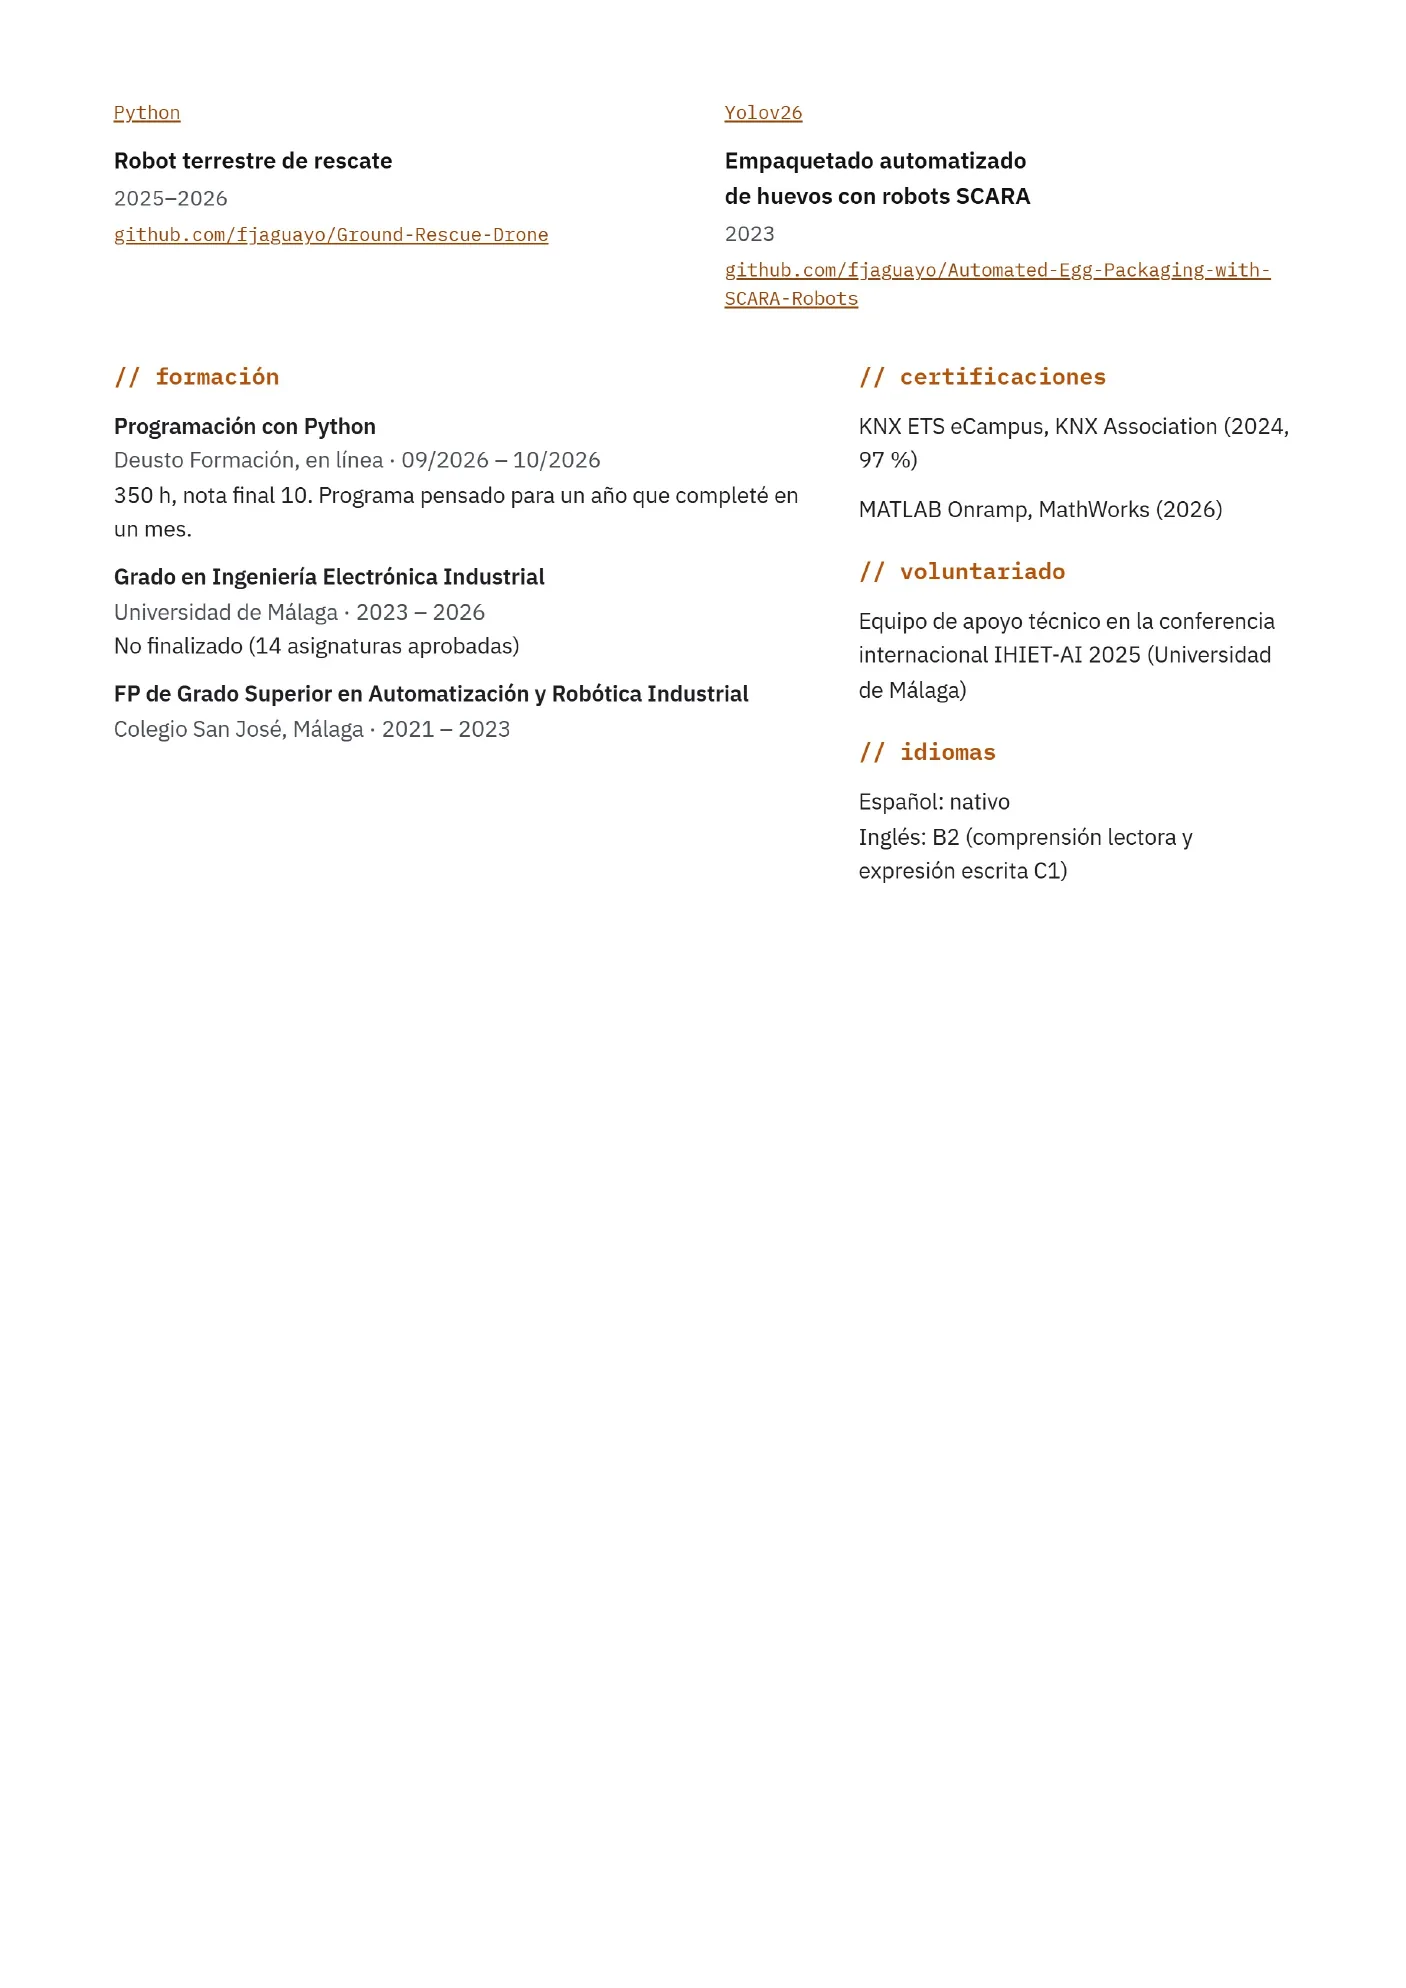 Python
Robot terrestre de rescate
2025–2026
github.com/fjaguayo/Ground-Rescue-Drone
Yolov26
Empaquetado automatizado
de huevos con robots SCARA
2023
github.com/fjaguayo/Automated-Egg-Packaging-with-
SCARA-Robots
// formación
Programación con Python
Deusto Formación, en línea · 09/2026 – 10/2026
350 h, nota final 10. Programa pensado para un año que completé en
un mes.
Grado en Ingeniería Electrónica Industrial
Universidad de Málaga · 2023 – 2026
No finalizado (14 asignaturas aprobadas)
FP de Grado Superior en Automatización y Robótica Industrial
Colegio San José, Málaga · 2021 – 2023
// certificaciones
KNX ETS eCampus, KNX Association (2024,
97 %)
MATLAB Onramp, MathWorks (2026)
// voluntariado
Equipo de apoyo técnico en la conferencia
internacional IHIET-AI 2025 (Universidad
de Málaga)
// idiomas
Español: nativo
Inglés: B2 (comprensión lectora y
expresión escrita C1)